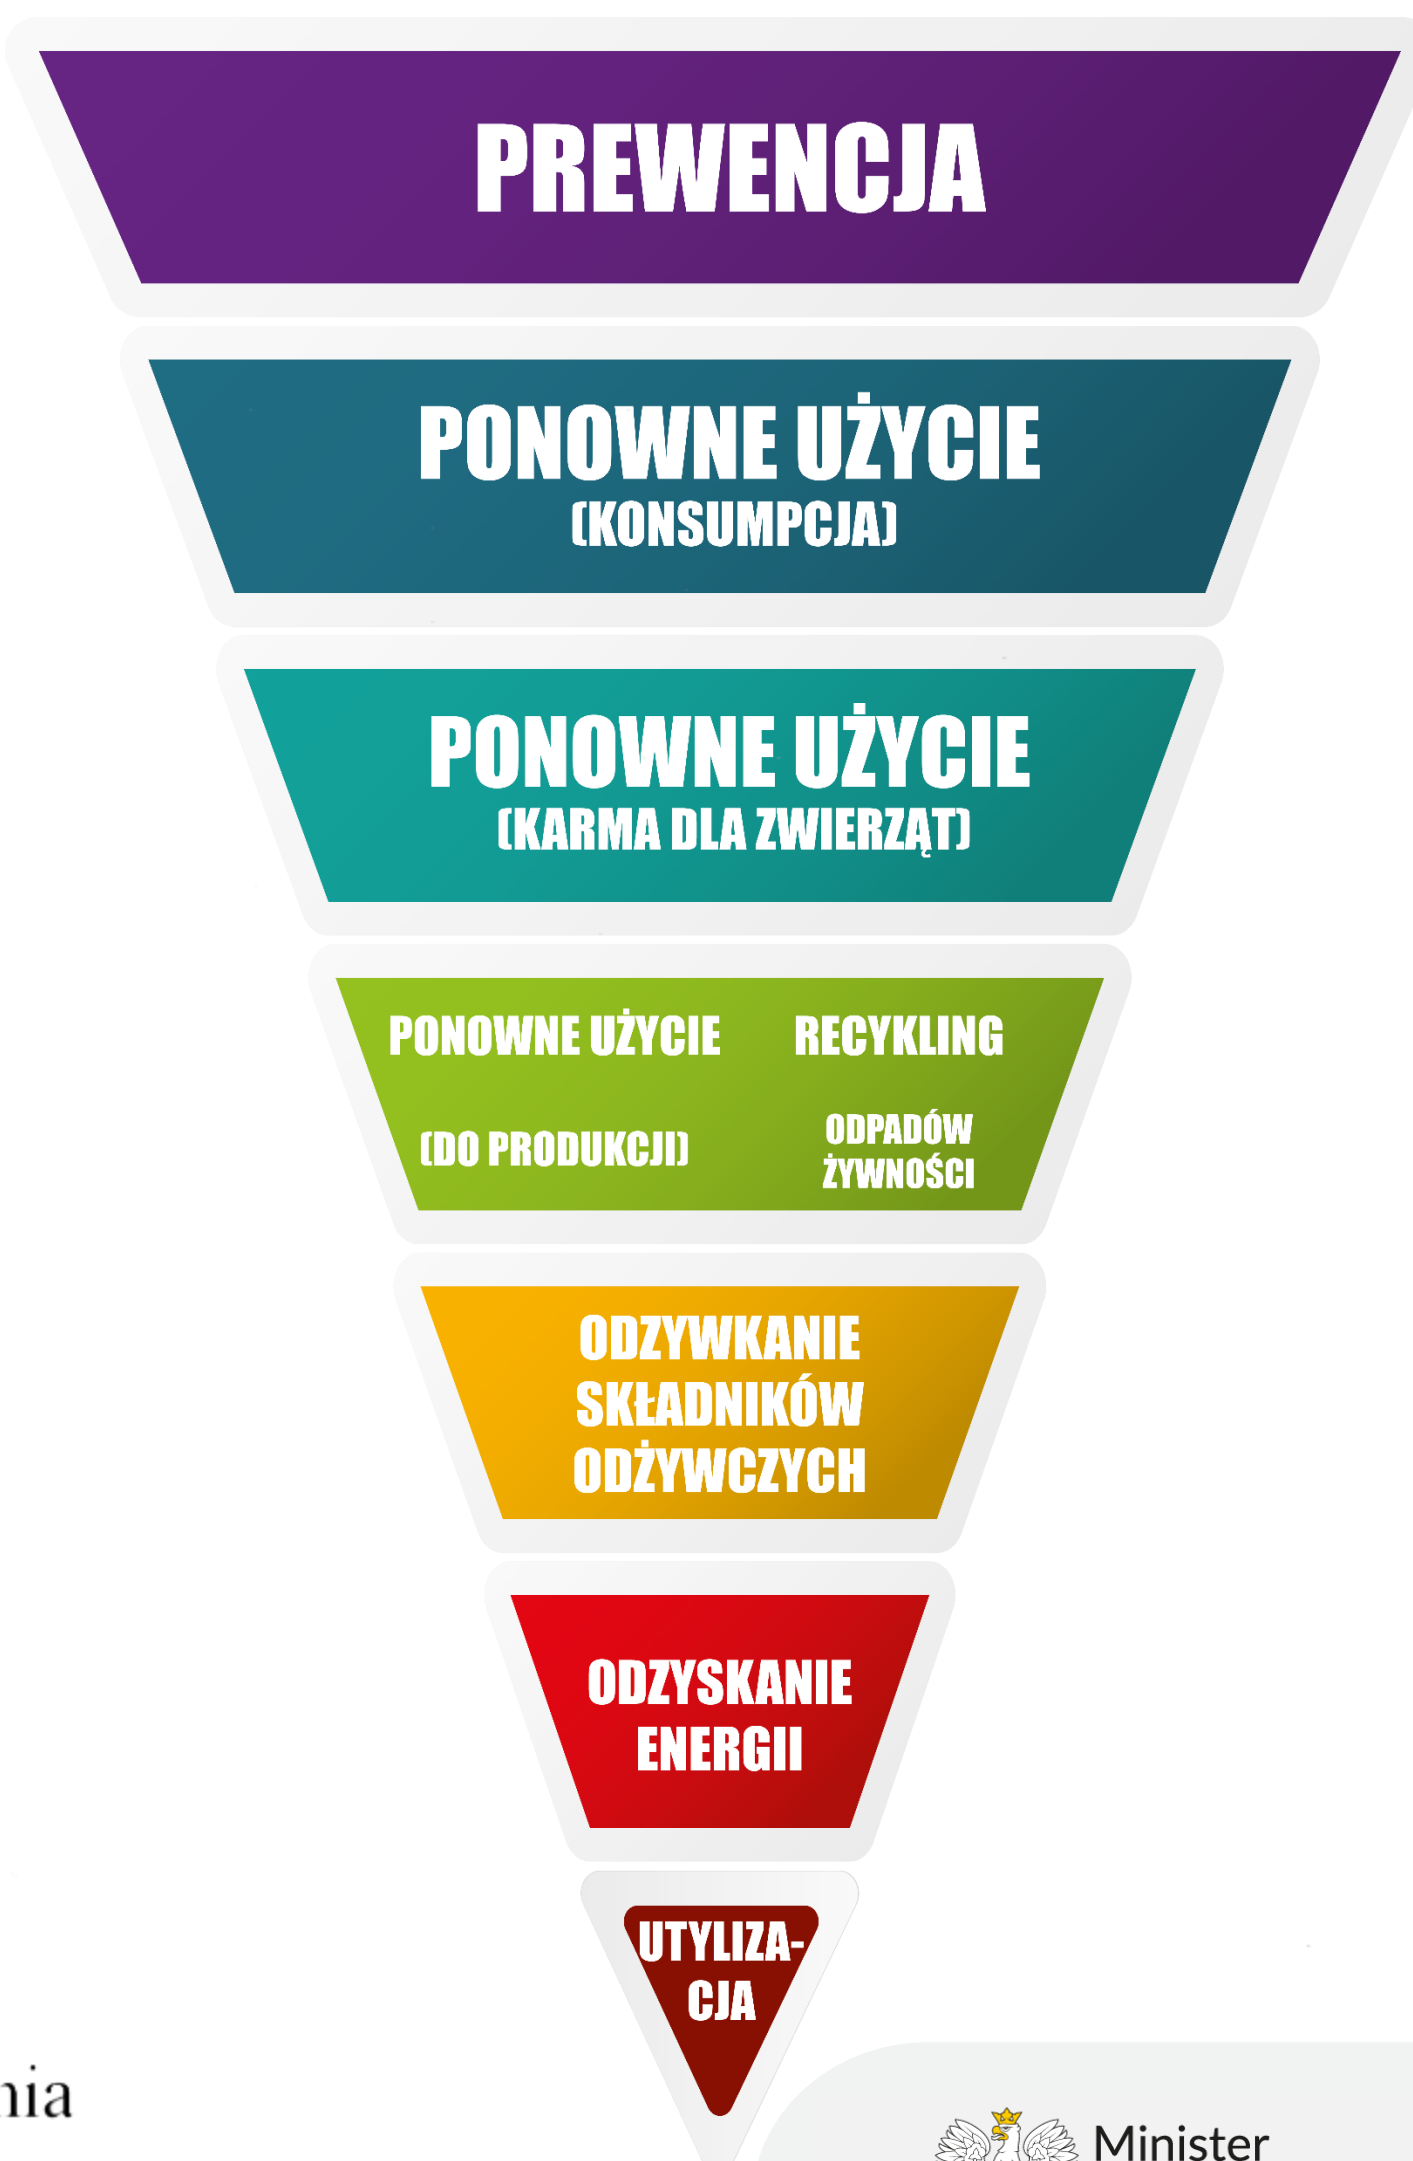 PREWENCJA
PONOWNE UŻYCIE
(KONSUMPCJA)
PONOWNE UŻYCIE
(KARMA DLA ZWIERZĄT)
PONOWNE UŻYCIE
(DO PRODUKCJI)
RECYKLING
ODPADÓW
ŻYWNOŚCI
ODZYWKANIE
SKŁADNIKÓW
ODŻYWCZYCH
ODZYSKANIE
ENERGII
UTYLIZA-
CJA
Minister